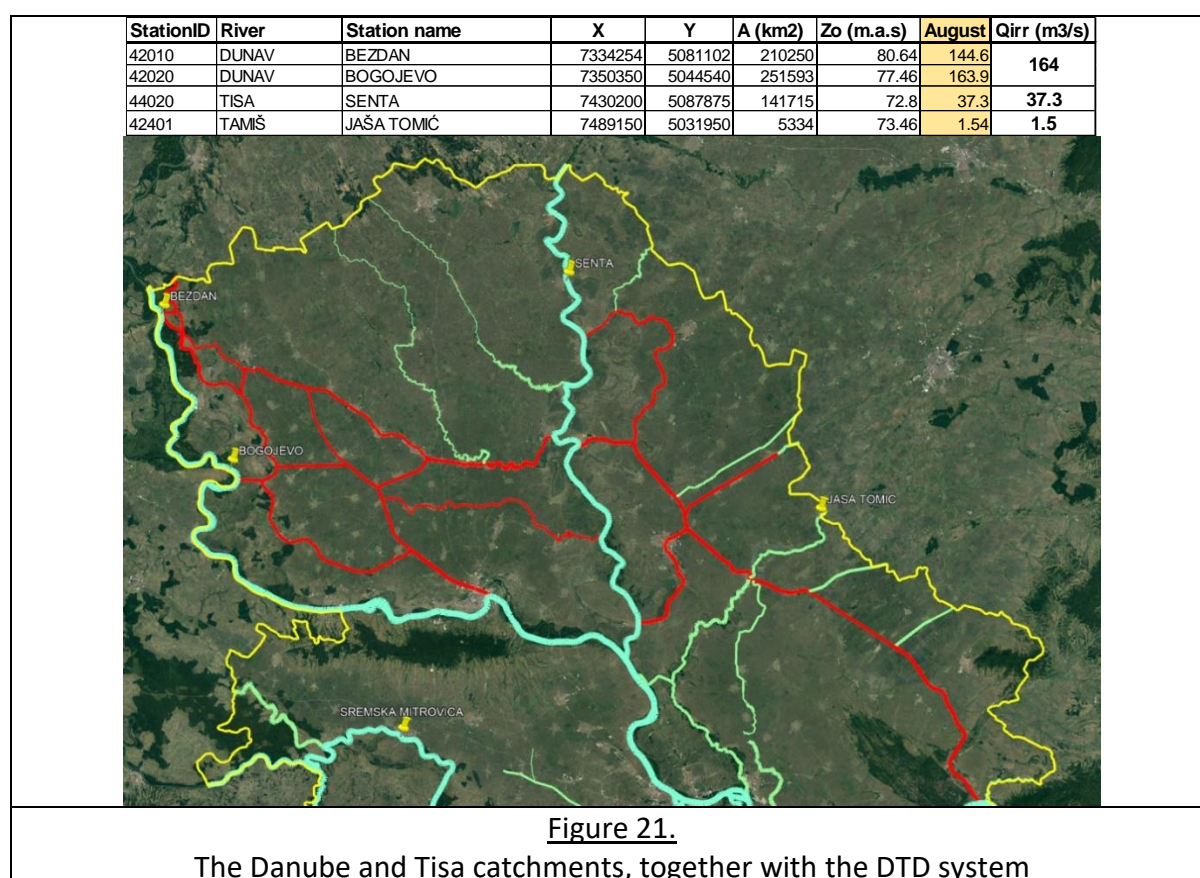 StationID River Station name X Y A (km2) Zo (m.a.s) August Qirr (m3/s)
42010 DUNAV BEZDAN 7334254 5081102 210250 80.64 144.6 164
42020 DUNAV BOGOJEVO 7350350 5044540 251593 77.46 163.9
44020 TISA SENTA 7430200 5087875 141715 72.8 37.3 37.3
42401 TAMIŠ JAŠA TOMIĆ 7489150 5031950 5334 73.46 1.54 1.5
SENTA
BEZDAN
BOGOJEVO
JASA TOMIC
SREMSKA MITROVICA
Figure 21.
The Danube and Tisa catchments, together with the DTD system